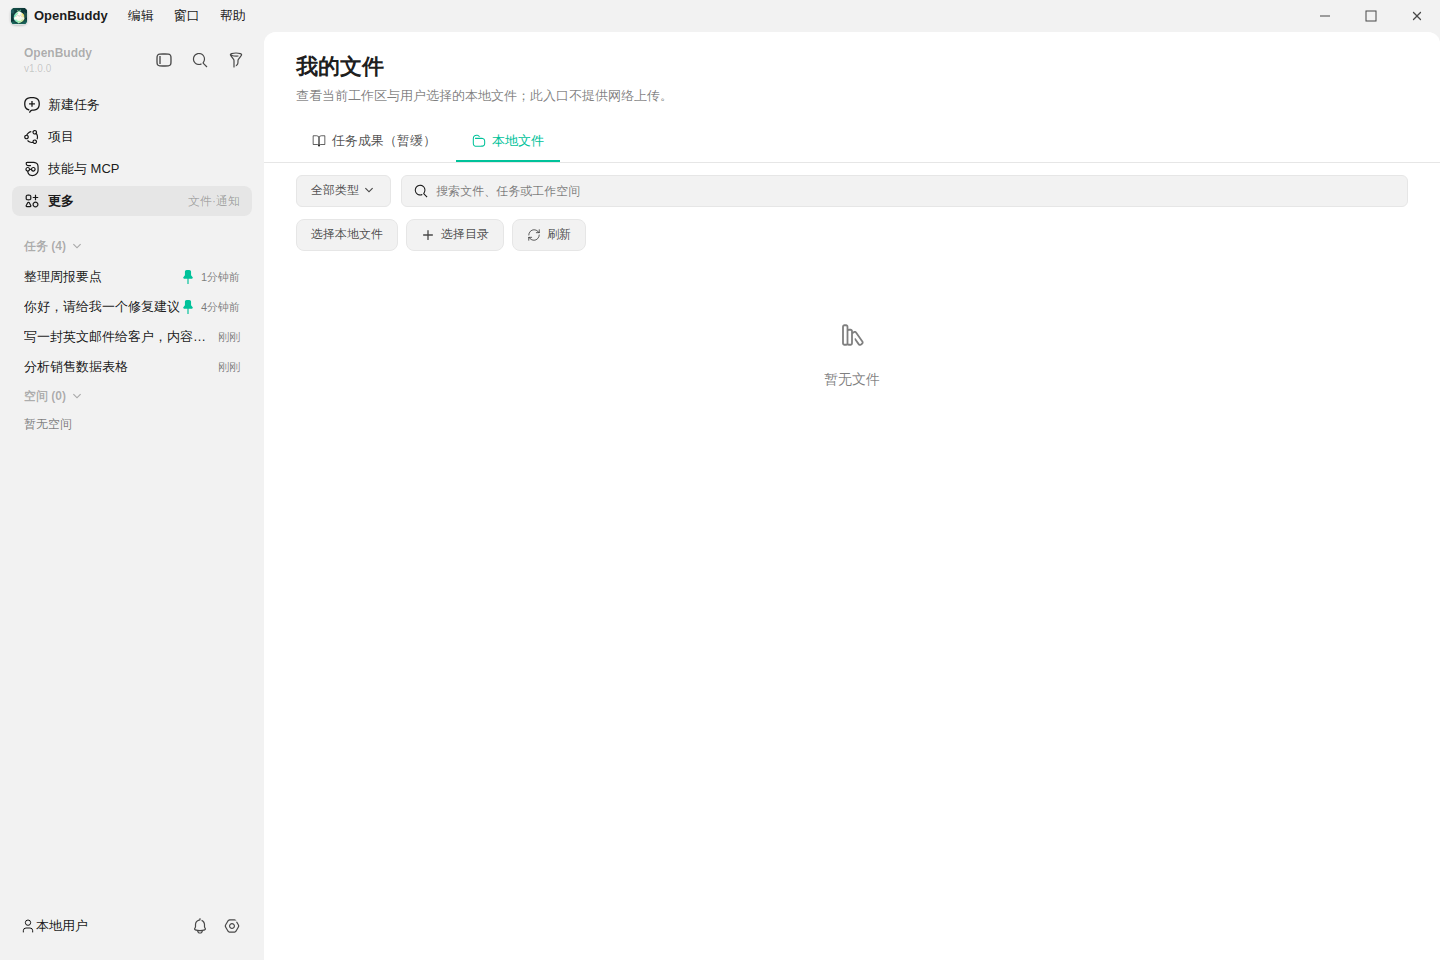 OpenBuddy 编辑 窗口 帮助
OpenBuddy
v1.0.0
新建任务
项目
技能与 MCP
更多 文件·通知
任务 (4)
整理周报要点 1分钟前
你好，请给我一个修复建议 4分钟前
写一封英文邮件给客户，内容… 刚刚
分析销售数据表格 刚刚
空间 (0)
暂无空间
本地用户
我的文件
查看当前工作区与用户选择的本地文件；此入口不提供网络上传。
任务成果（暂缓） 本地文件
全部类型 搜索文件、任务或工作空间
选择本地文件 选择目录 刷新
暂无文件